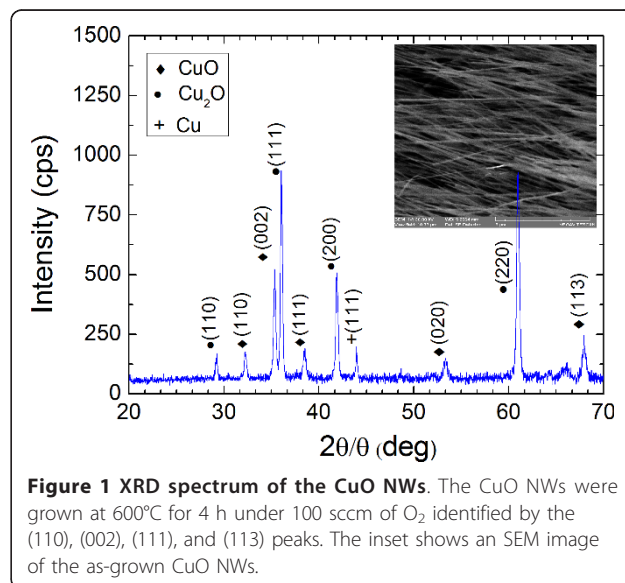 1500
1250
1000
750
500
250
0
Intensity (cps)
◆ CuO
● Cu₂O
+ Cu
●(110)
◆(110)
◆(002)
●(111)
◆(111)
●(200)
+(111)
◆(020)
●(220)
◆(113)
20 30 40 50 60 70
2θ/θ (deg)
Figure 1 XRD spectrum of the CuO NWs. The CuO NWs were
grown at 600°C for 4 h under 100 sccm of O₂ identified by the
(110), (002), (111), and (113) peaks. The inset shows an SEM image
of the as-grown CuO NWs.